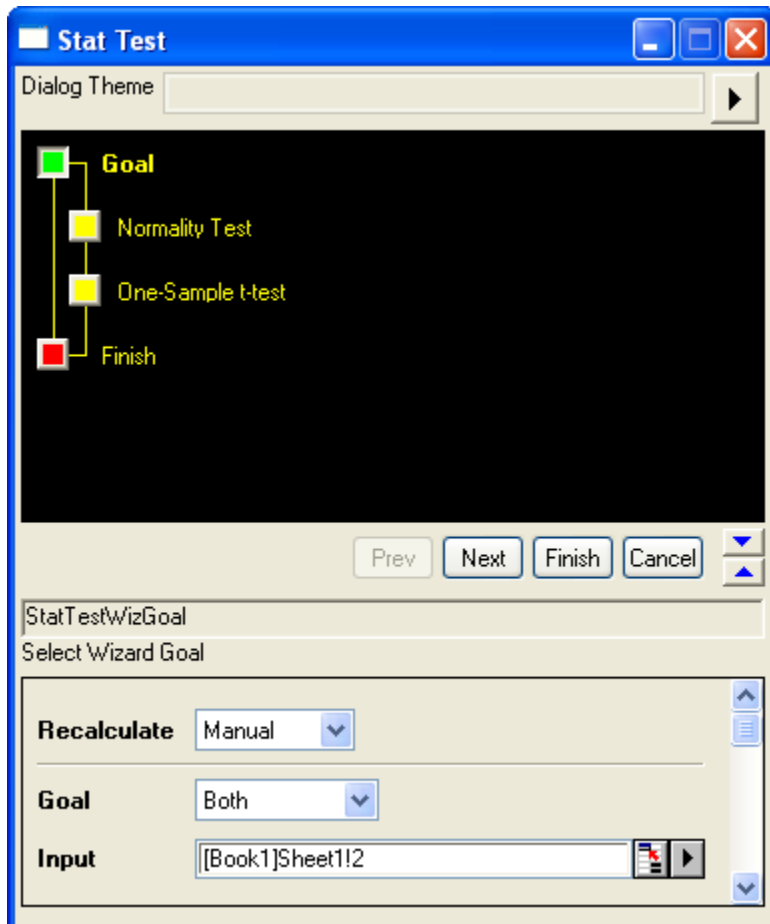 Stat Test
Dialog Theme
Goal
Normality Test
One-Sample t-test
Finish
Prev Next Finish Cancel
StatTestWizGoal
Select Wizard Goal
Recalculate Manual
Goal Both
Input [Book1]Sheet1!2